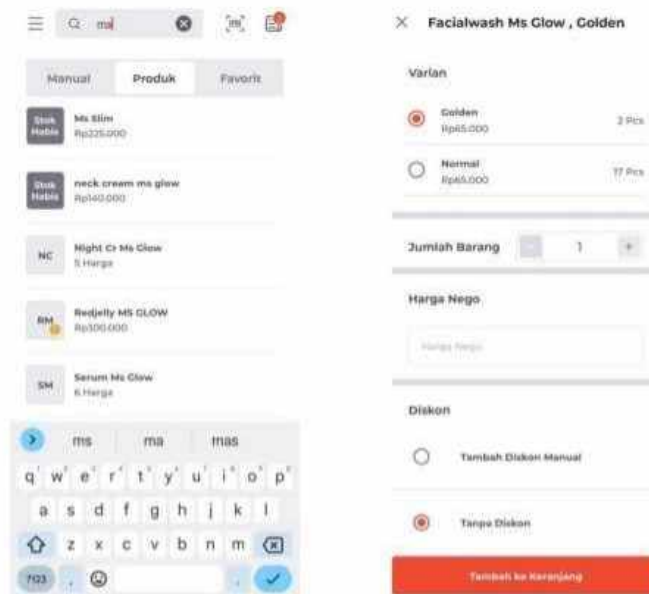 Manual
Produk
Favorit
Stok
Habis
Ms Slim
Rp225.000
Stok
Habis
neck cream ms glow
Rp140.000
NC
Night Cr Ms Glow
5 Harga
RM
Redjelly MS GLOW
Rp300.000
SM
Serum Ms Glow
6 Harga
ms
ma
mas
q w e r t y u i o p
a s d f g h j k l
z x c v b n m
?123
Facialwash Ms Glow , Golden
Varian
Golden
Rp65.000
Normal
Rp65.000
17 Pcs
Jumlah Barang
-
1
+
Harga Nego
Harga Nego
Diskon
Tambah Diskon Manual
Tanpa Diskon
Tambah ke Keranjang